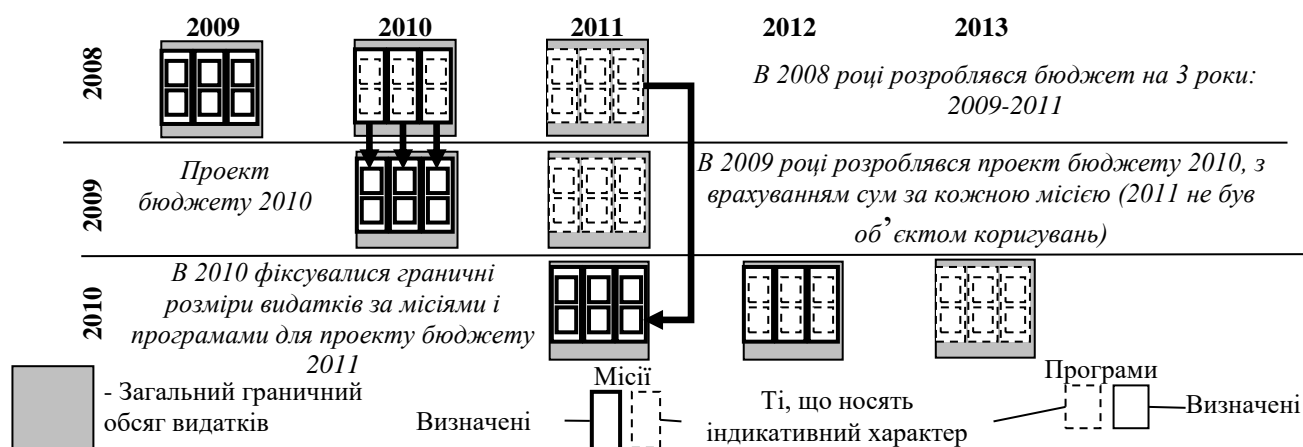 2009 2010 2011 2012 2013
2008
В 2008 році розроблявся бюджет на 3 роки:
2009-2011
2009
Проект
бюджету 2010
В 2009 році розроблявся проект бюджету 2010, з
врахуванням сум за кожною місією (2011 не був
об’єктом коригувань)
2010
В 2010 фіксувалися граничні
розміри видатків за місіями і
програмами для проекту бюджету
2011
- Загальний граничний
обсяг видатків
Місії
Визначені
Ті, що носять
індикативний характер
Програми
Визначені